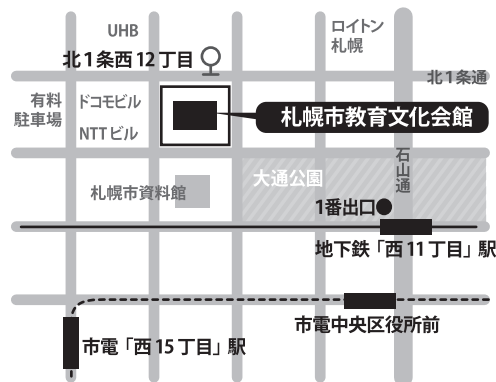 UHB
ロイトン
札幌
北1条西12丁目
北1条通
有料
駐車場
ドコモビル
NTTビル
札幌市教育文化会館
石山通
大通公園
札幌市資料館
1番出口
地下鉄「西11丁目」駅
市電中央区役所前
市電「西15丁目」駅